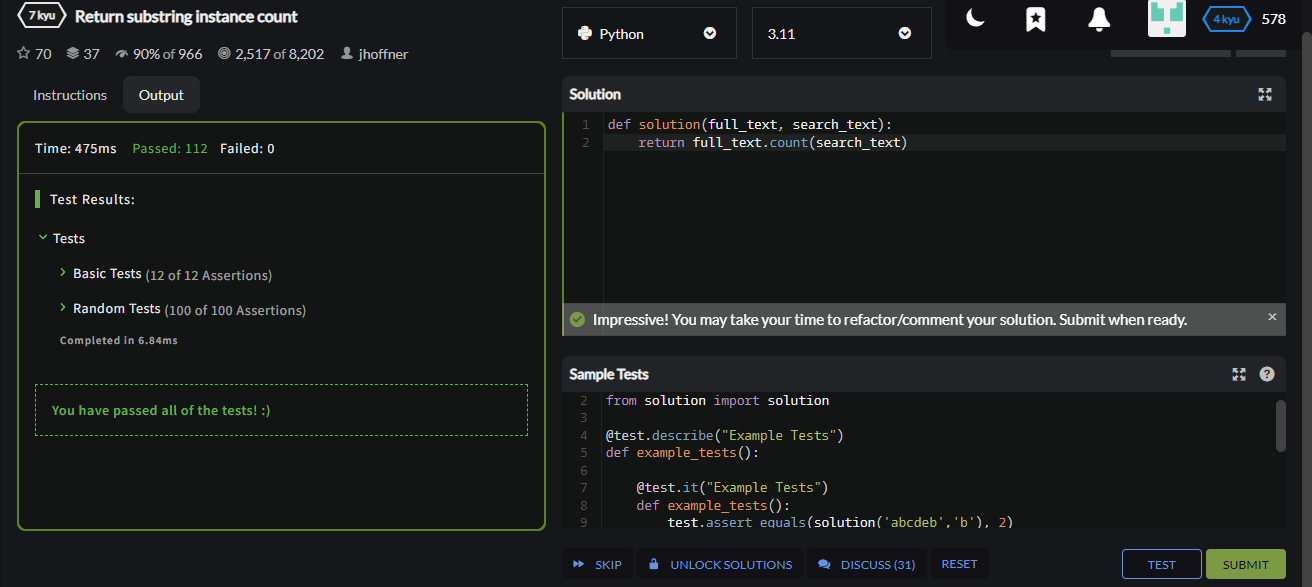 7 kyu Return substring instance count
70 37 90% of 966 2,517 of 8,202 jhoffner
Instructions Output
Time: 475ms Passed: 112 Failed: 0
Test Results:
Tests
Basic Tests (12 of 12 Assertions)
Random Tests (100 of 100 Assertions)
Completed in 6.84ms
You have passed all of the tests! :)
Python 3.11
4 kyu 578
Solution
1 def solution(full_text, search_text):
2 return full_text.count(search_text)
Impressive! You may take your time to refactor/comment your solution. Submit when ready. ×
Sample Tests ?
2 from solution import solution
3
4 @test.describe("Example Tests")
5 def example_tests():
6
7 @test.it("Example Tests")
8 def example_tests():
9 test.assert_equals(solution('abcdeb','b'), 2)
SKIP UNLOCK SOLUTIONS DISCUSS (31) RESET TEST SUBMIT